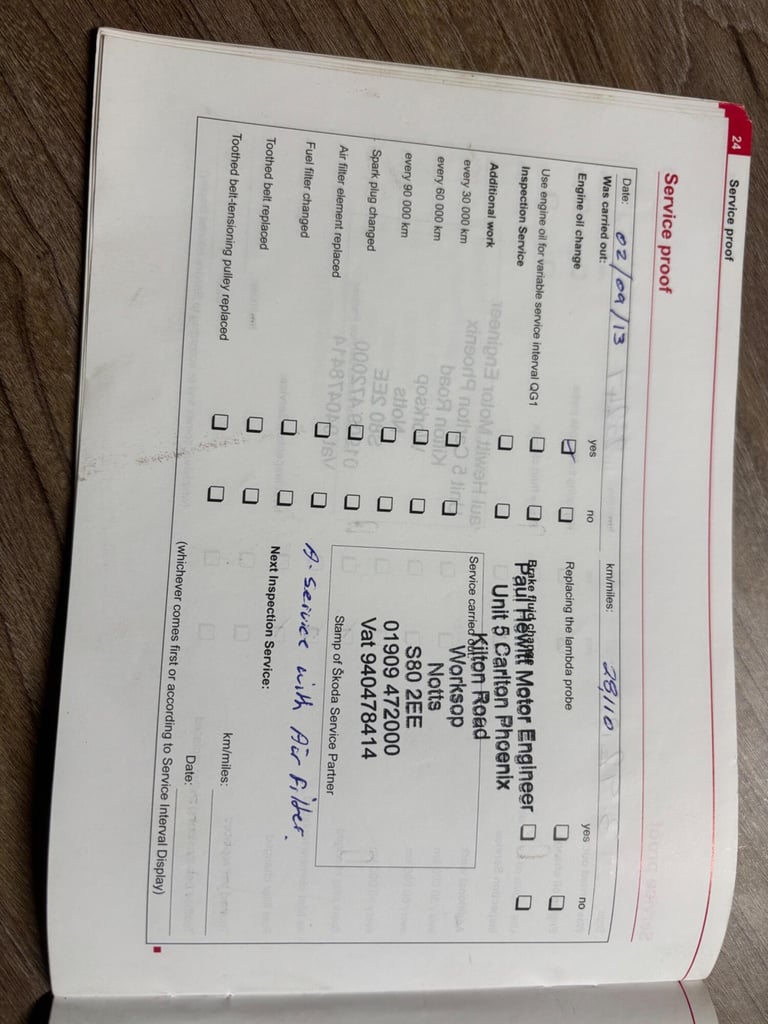 24 Service proof
Service proof
Date: 02/09/13 km/miles: 28,110
Was carried out: yes no yes no
Engine oil change Replacing the lambda probe
Use engine oil for variable service interval QG1 Brake fluid change
Inspection Service
Additional work
every 30 000 km
every 60 000 km
every 90 000 km
Spark plug changed
Air filter element replaced
Fuel filter changed
Toothed belt replaced
Toothed belt-tensioning pulley replaced
Service carried out:
Paul Hewitt Motor Engineer
Unit 5 Carlton Phoenix
Kilton Road
Worksop
Notts
S80 2EE
01909 472000
Vat 940478414
Stamp of Skoda Service Partner
A. Service with Air Filter.
Next Inspection Service:
km/miles:
Date:
(whichever comes first or according to Service Interval Display)